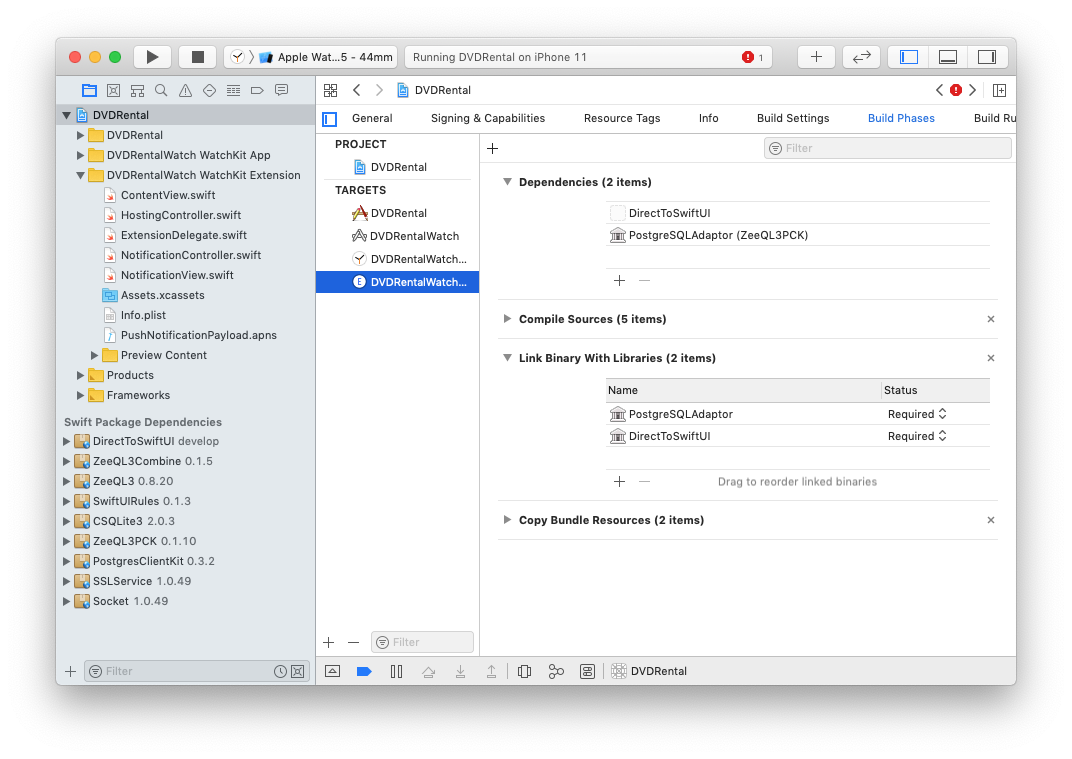 Apple Wat...5 - 44mm
Running DVDRental on iPhone 11
1
DVDRental
DVDRental
DVDRentalWatch WatchKit App
DVDRentalWatch WatchKit Extension
ContentView.swift
HostingController.swift
ExtensionDelegate.swift
NotificationController.swift
NotificationView.swift
Assets.xcassets
Info.plist
PushNotificationPayload.apns
Preview Content
Products
Frameworks
Swift Package Dependencies
DirectToSwiftUI develop
ZeeQL3Combine 0.1.5
ZeeQL3 0.8.20
SwiftUIRules 0.1.3
CSQLite3 2.0.3
ZeeQL3PCK 0.1.10
PostgresClientKit 0.3.2
SSLService 1.0.49
Socket 1.0.49
Filter
DVDRental
General Signing & Capabilities Resource Tags Info Build Settings Build Phases Build Ru
PROJECT
DVDRental
TARGETS
DVDRental
DVDRentalWatch
DVDRentalWatch...
E DVDRentalWatch...
Filter
Filter
Dependencies (2 items)
DirectToSwiftUI
PostgreSQLAdaptor (ZeeQL3PCK)
Compile Sources (5 items)
Link Binary With Libraries (2 items)
Name Status
PostgreSQLAdaptor Required
DirectToSwiftUI Required
Drag to reorder linked binaries
Copy Bundle Resources (2 items)
DVDRental